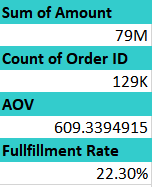 Sum of Amount
79M
Count of Order ID
129K
AOV
609.3394915
Fullfillment Rate
22.30%